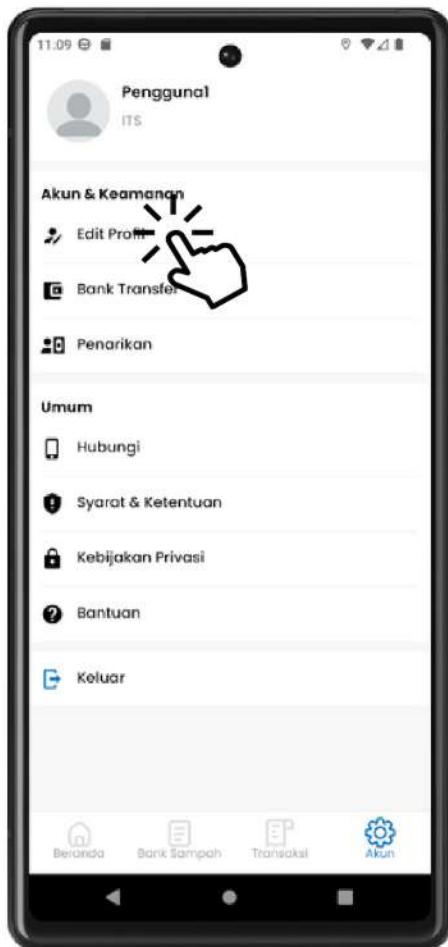 11:09
Pengguna1
ITS
Akun & Keamanan
Edit Profil
Bank Transfer
Penarikan
Umum
Hubungi
Syarat & Ketentuan
Kebijakan Privasi
Bantuan
Keluar
Beranda Bank Sampah Transaksi Akun